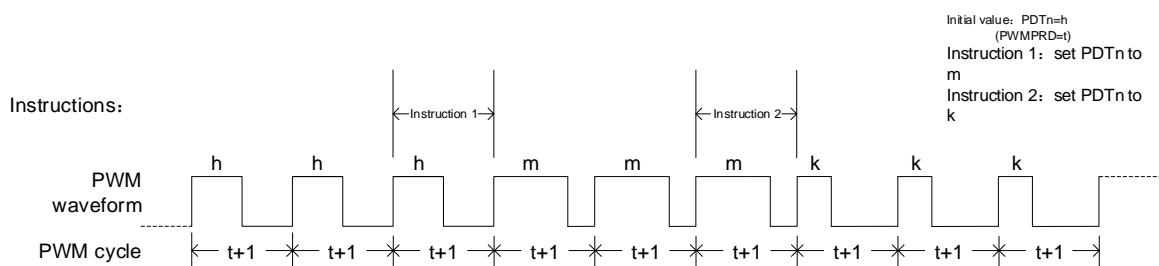 Initial value：PDTn=h
(PWMPRD=t)
Instruction 1：set PDTn to
m
Instruction 2：set PDTn to
k
Instructions：
Instruction 1
Instruction 2
h h h m m m k k k
PWM
waveform
PWM cycle
t+1 t+1 t+1 t+1 t+1 t+1 t+1 t+1 t+1